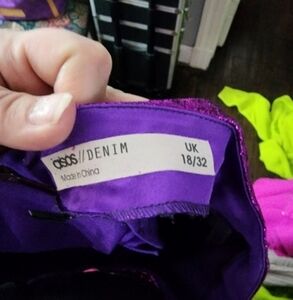 asos//DENIM
Made in China
UK
18/32